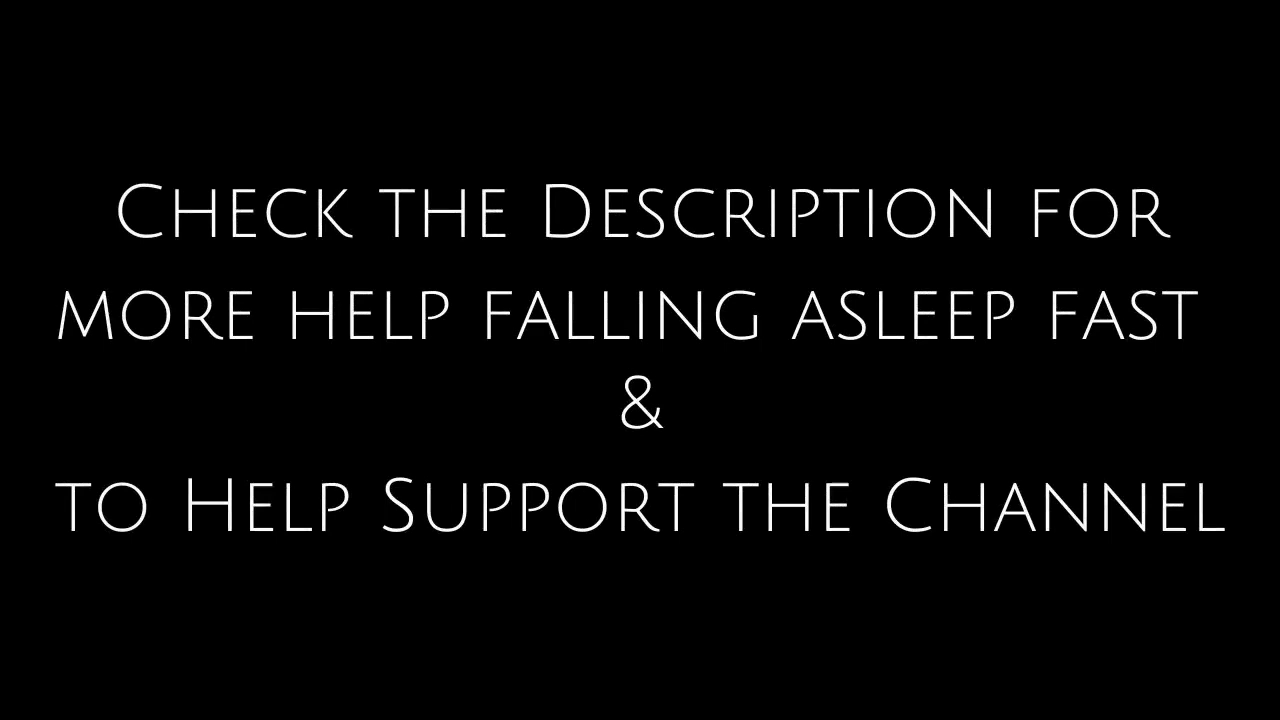 Check the Description for
more help falling asleep fast
&
to Help Support the Channel